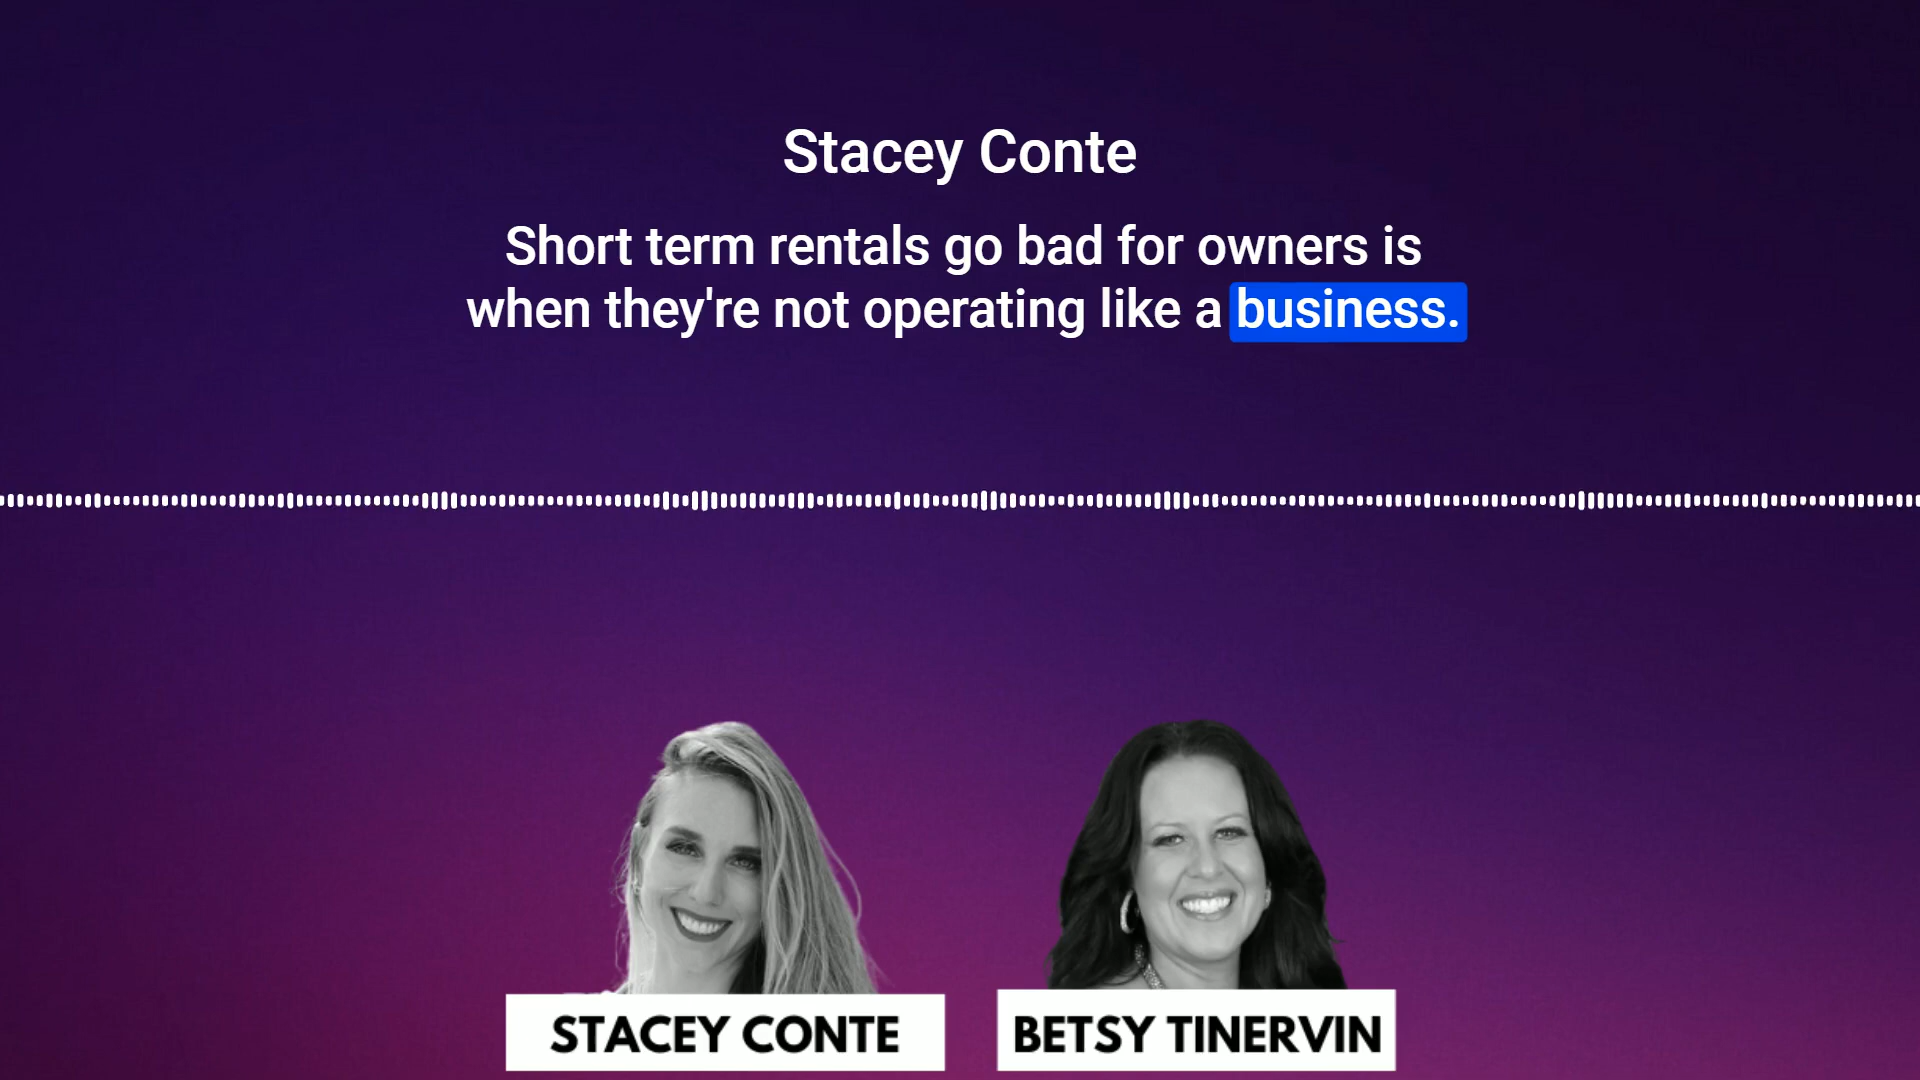 Stacey Conte
Short term rentals go bad for owners is
when they're not operating like a business.
STACEY CONTE
BETSY TINERVIN